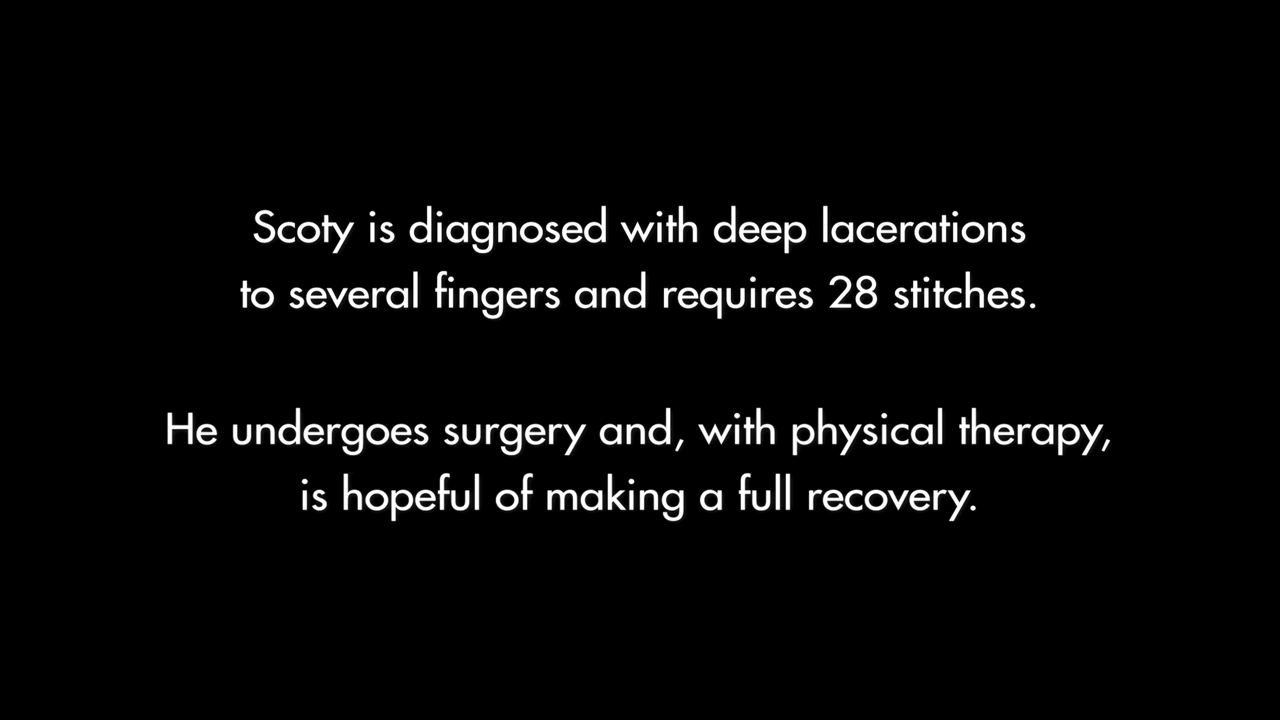 Scoty is diagnosed with deep lacerations
to several fingers and requires 28 stitches.
He undergoes surgery and, with physical therapy,
is hopeful of making a full recovery.